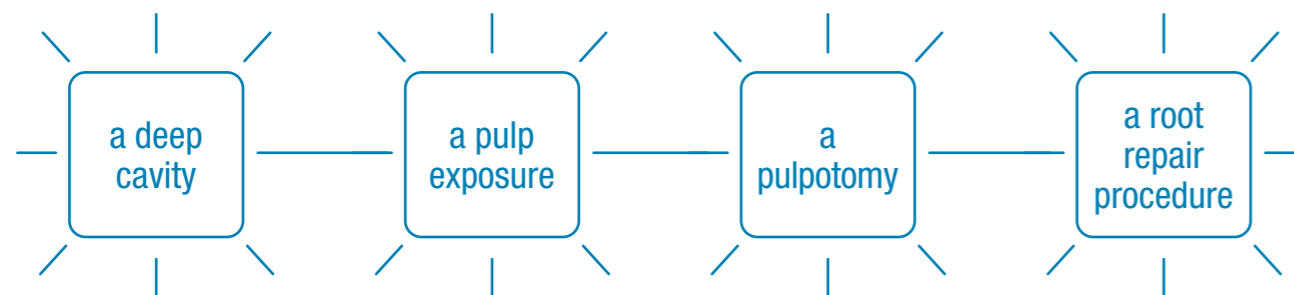 a deep
cavity
a pulp
exposure
a
pulpotomy
a root
repair
procedure